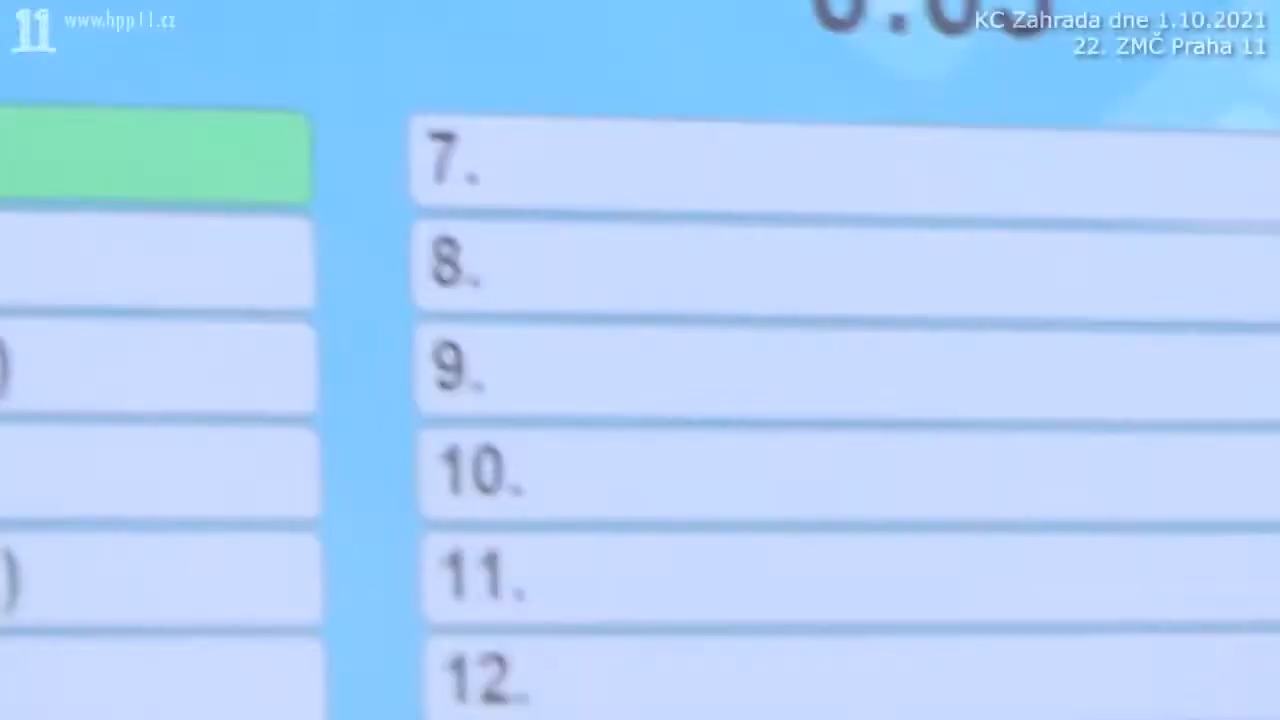 11 www.hpp11.cz
KC Zahrada dne 1.10.2021
22. ZMČ Praha 11
7.
8.
9.
)
10.
11.
)
12.